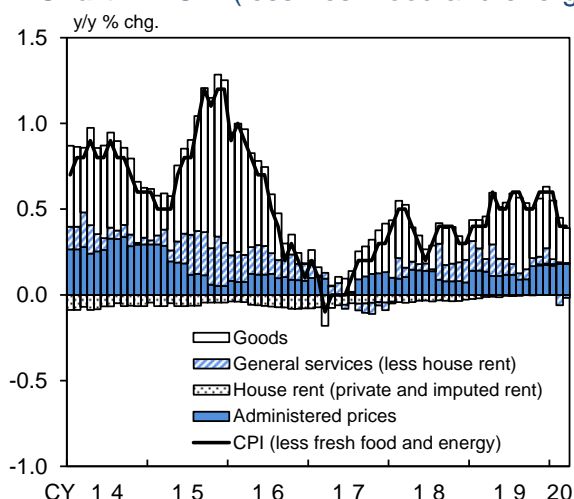 (less
y/y % chg.
1.5
1.0
0.5
0.0
-0.5
-1.0
Goods
General services (less house rent)
House rent (private and imputed rent)
Administered prices
CPI (less fresh food and energy)
CY 14 15 16 17 18 19 20